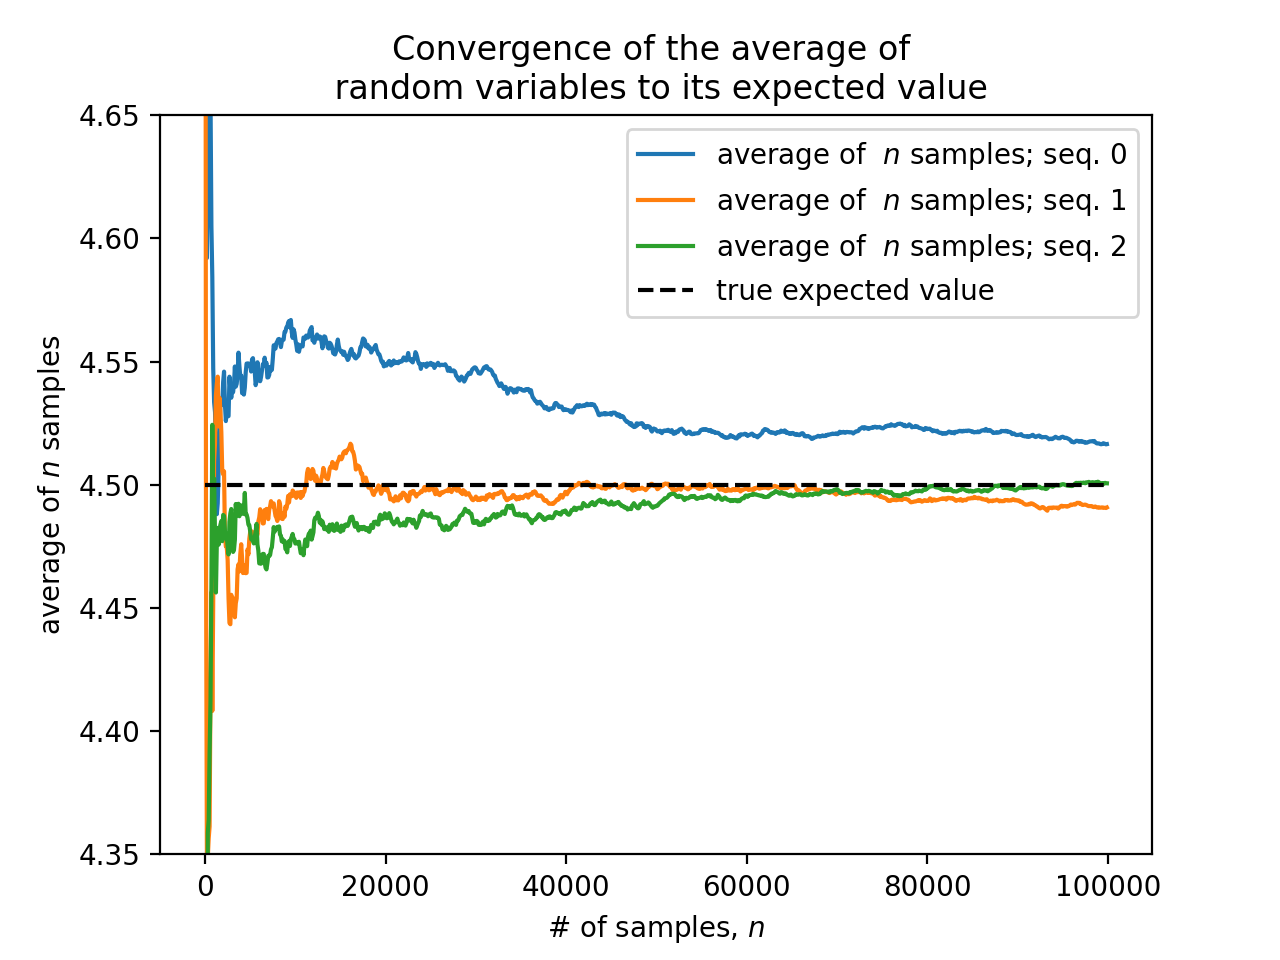 Convergence of the average of
random variables to its expected value
4.65
4.60
4.55
4.50
4.45
4.40
4.35
average of n samples
average of n samples; seq. 0
average of n samples; seq. 1
average of n samples; seq. 2
true expected value
0
20000
40000
60000
80000
100000
# of samples, n